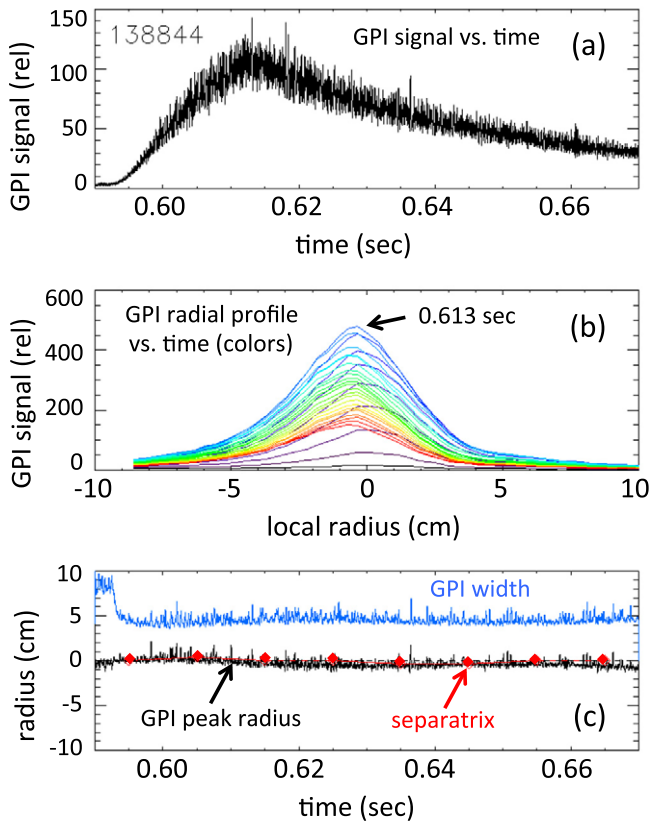 138844
GPI signal vs. time
(a)
GPI signal (rel)
150
100
50
0
0.60 0.62 0.64 0.66
time (sec)
GPI radial profile
vs. time (colors)
0.613 sec
(b)
GPI signal (rel)
600
400
200
0
-10 -5 0 5 10
local radius (cm)
GPI width
GPI peak radius
separatrix
(c)
radius (cm)
10
5
0
-5
-10
0.60 0.62 0.64 0.66
time (sec)